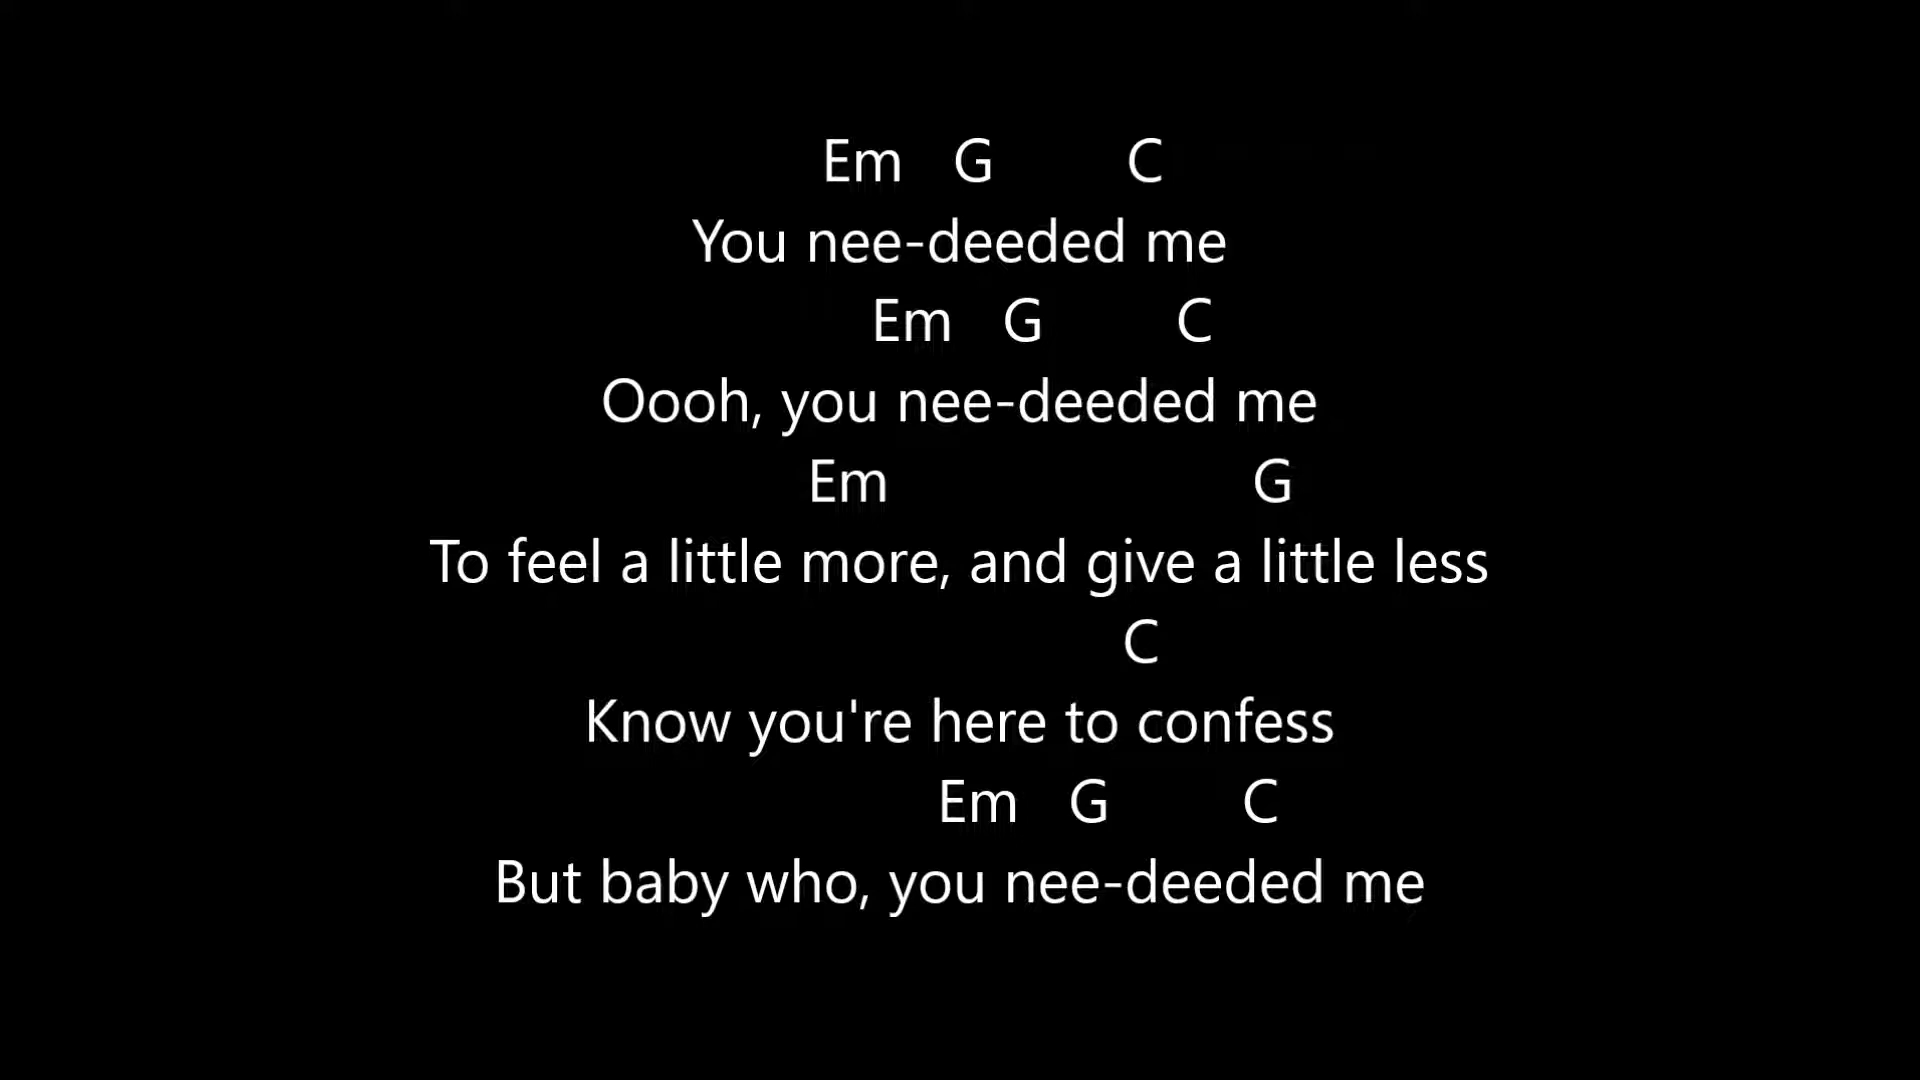 Em G C
You nee-deeded me
Em G C
Oooh, you nee-deeded me
Em G
To feel a little more, and give a little less
C
Know you're here to confess
Em G C
But baby who, you nee-deeded me